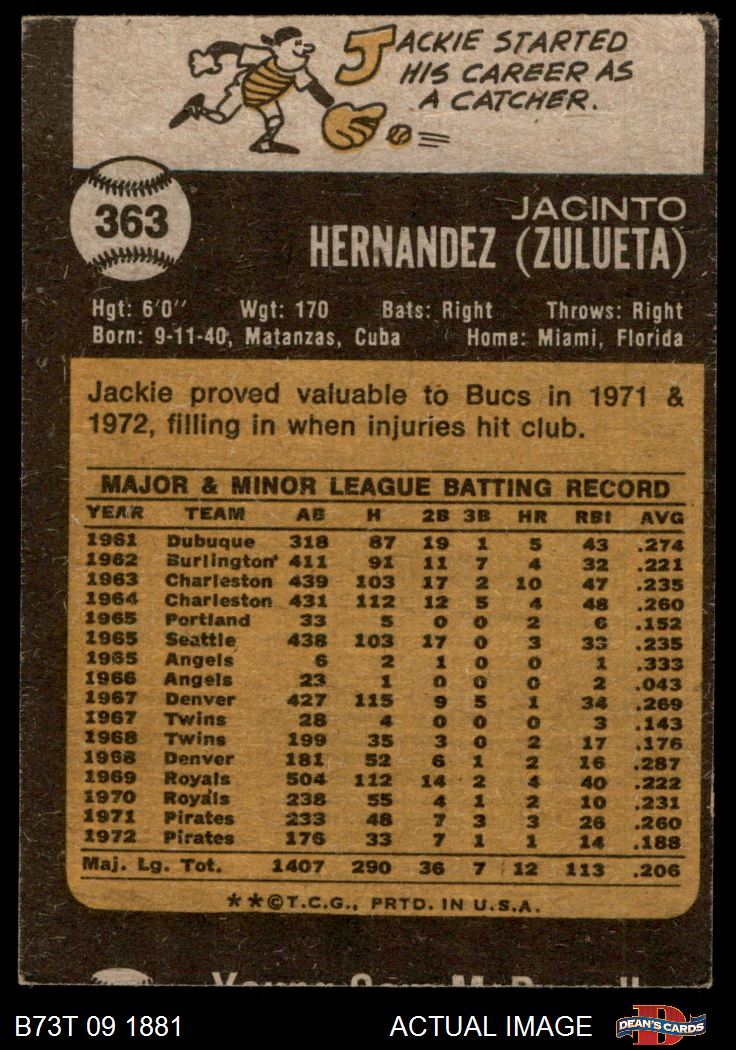 JACKIE STARTED
HIS CAREER AS
A CATCHER.
363
JACINTO
HERNANDEZ (ZULUETA)
Hgt: 6'0" Wgt: 170 Bats: Right Throws: Right
Born: 9-11-40, Matanzas, Cuba Home: Miami, Florida
Jackie proved valuable to Bucs in 1971 &
1972, filling in when injuries hit club.
MAJOR & MINOR LEAGUE BATTING RECORD
YEAR TEAM AB H 2B 3B HR RBI AVG
1961 Dubuque 318 87 19 1 5 43 .274
1962 Burlington 411 91 11 7 4 32 .221
1963 Charleston 439 103 17 2 10 47 .235
1964 Charleston 431 112 12 5 4 48 .260
1965 Portland 33 5 0 0 2 6 .152
1965 Seattle 438 103 17 0 3 33 .235
1965 Angels 6 2 1 0 0 1 .333
1966 Angels 23 1 0 0 0 2 .043
1967 Denver 427 115 9 5 1 34 .269
1967 Twins 28 4 0 0 0 3 .143
1968 Twins 199 35 3 0 2 17 .176
1968 Denver 181 52 6 1 2 16 .287
1969 Royals 504 112 14 2 4 40 .222
1970 Royals 238 55 4 1 2 10 .231
1971 Pirates 233 48 7 3 3 26 .260
1972 Pirates 176 33 7 1 1 14 .188
Maj. Lg. Tot. 1407 290 36 7 12 113 .206
**©T.C.G., PRTD. IN U.S.A.
B73T 09 1881 ACTUAL IMAGE DEAN'S CARDS